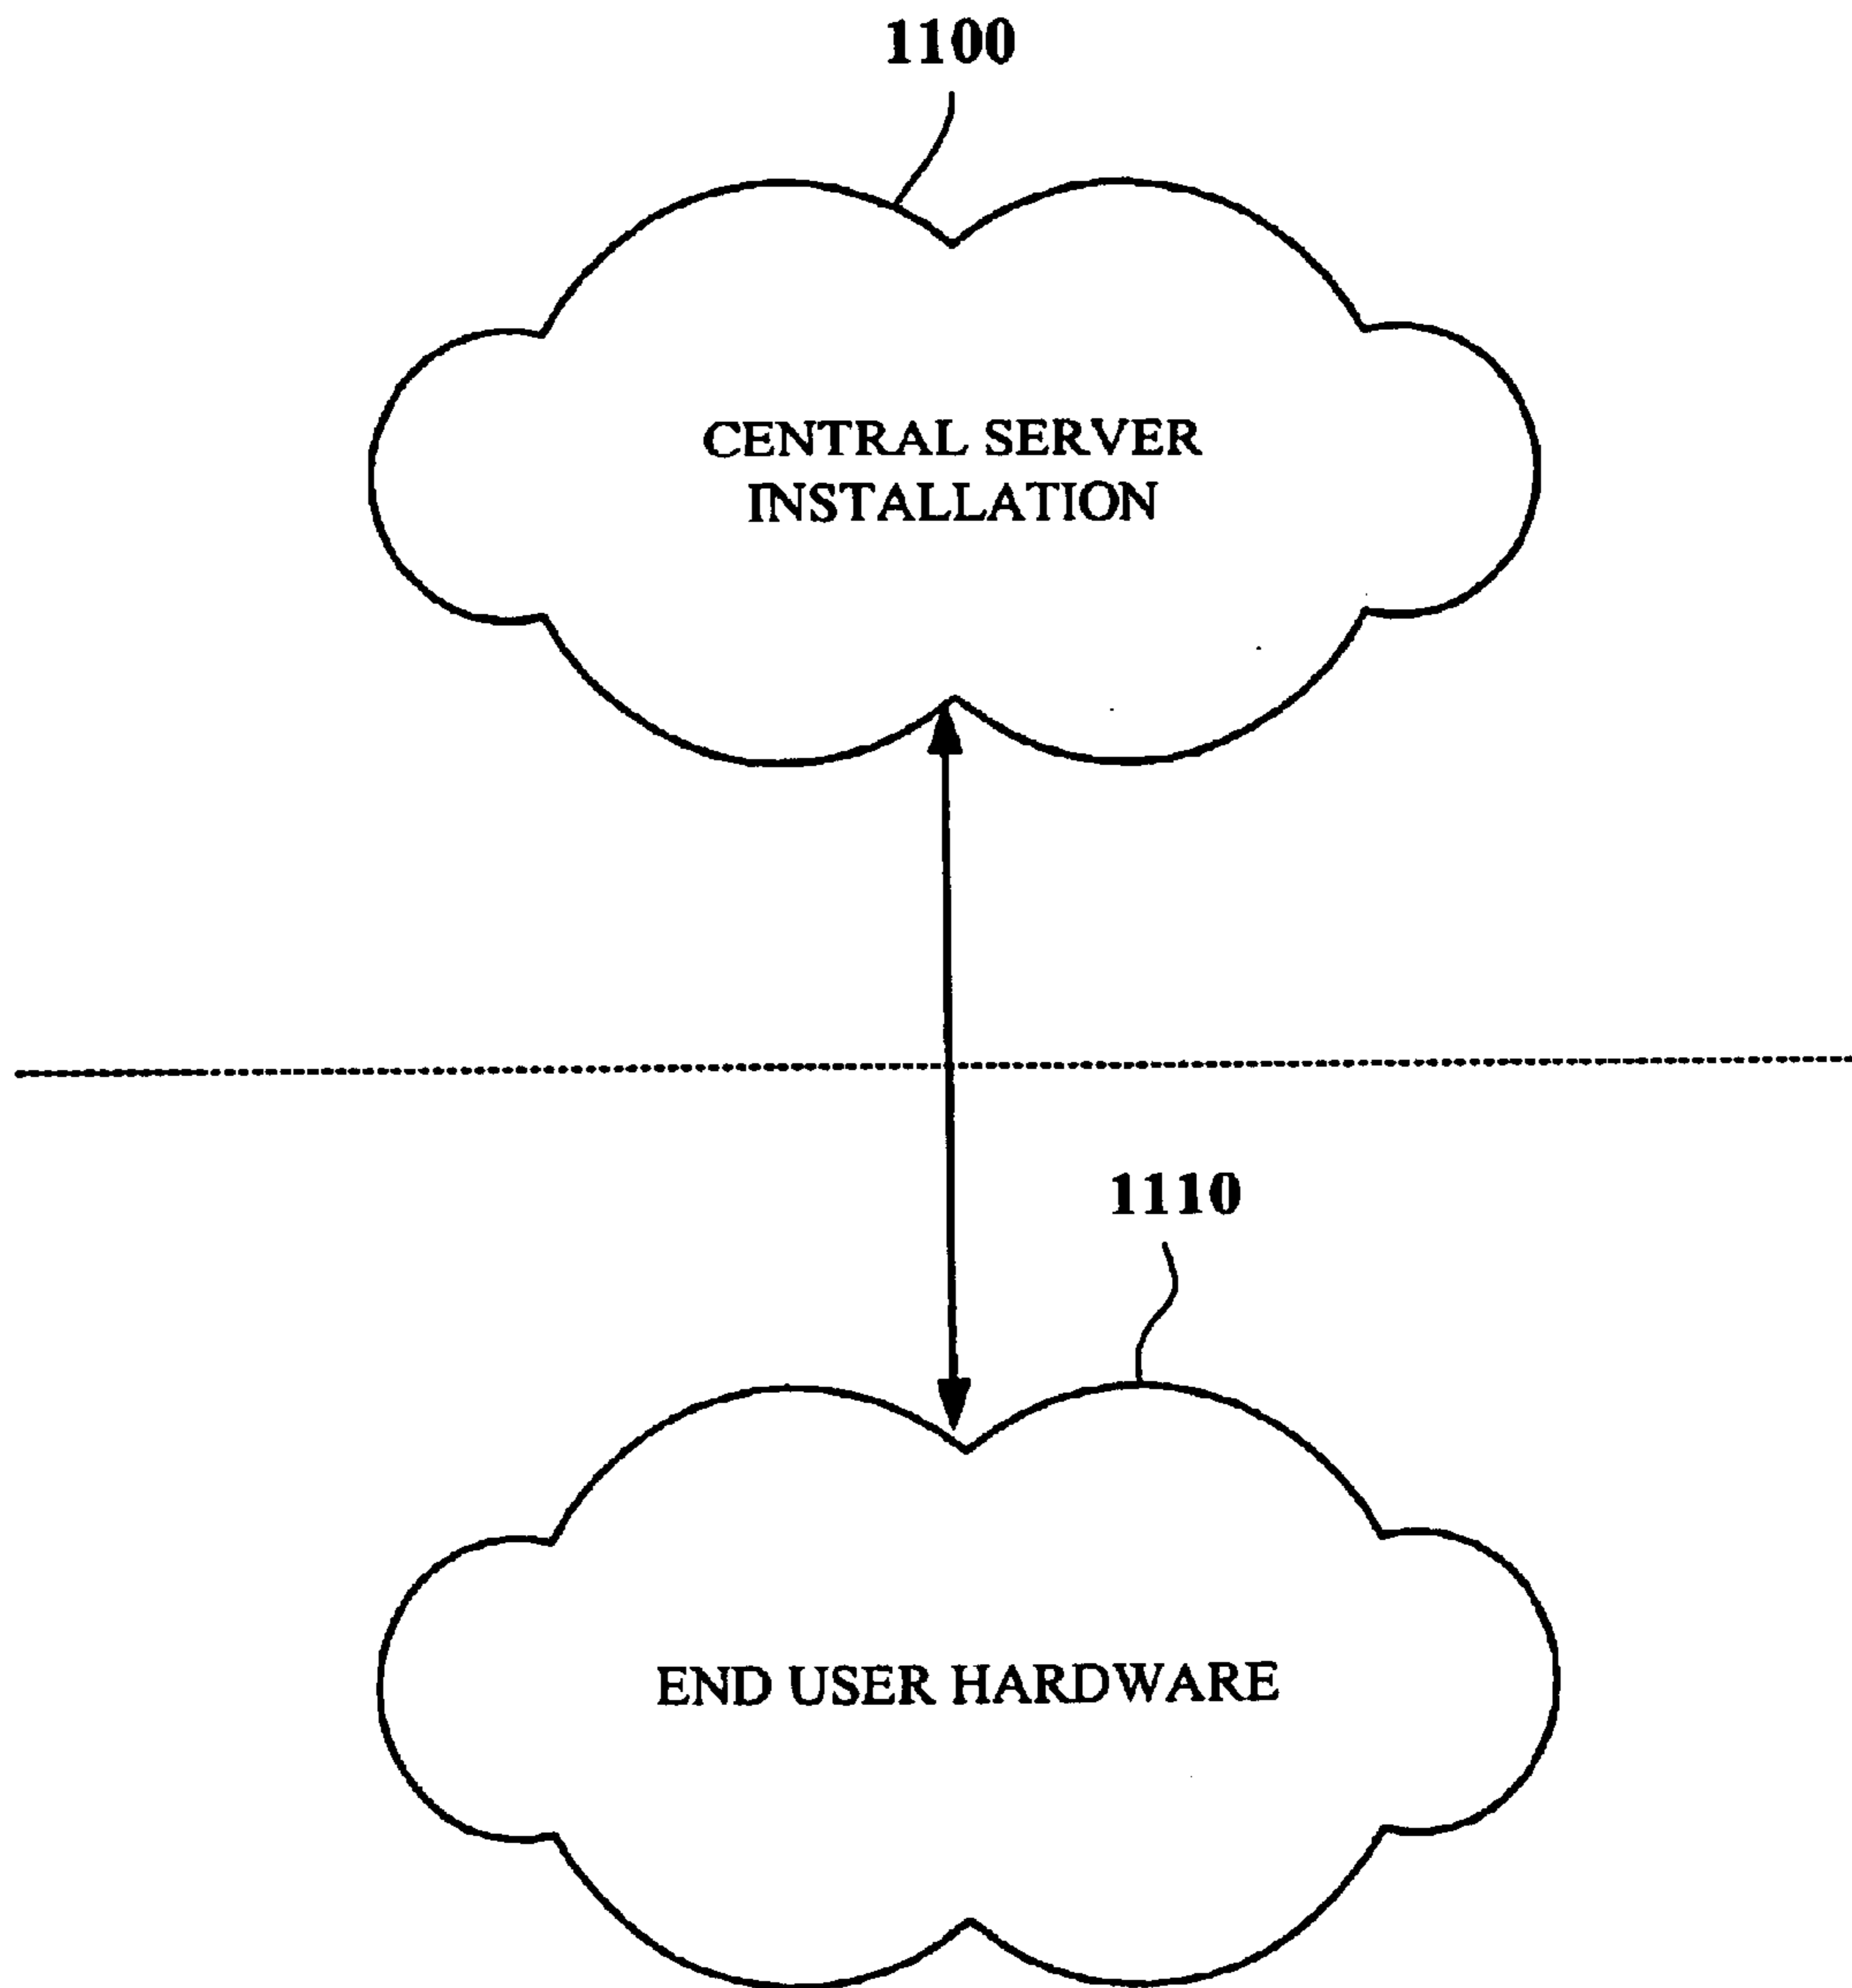 1100
CENTRAL SERVER
INSTALLATION
1110
END USER HARDWARE